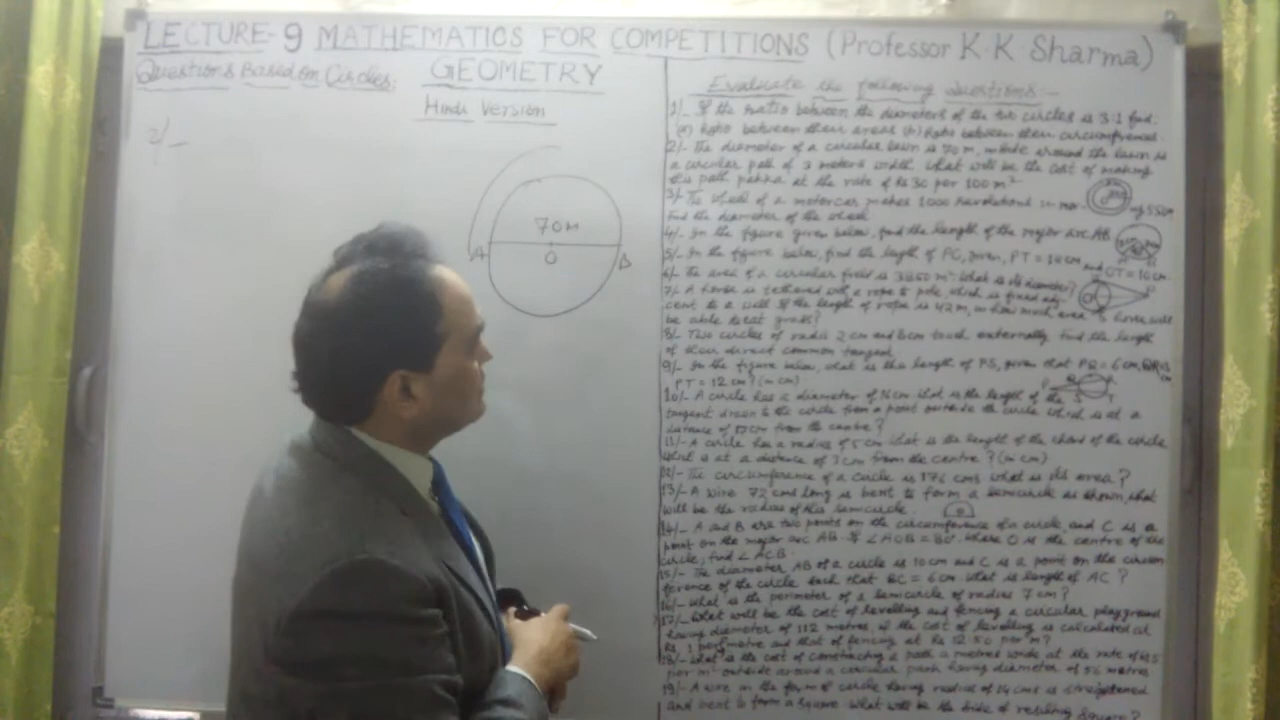 LECTURE-9 MATHEMATICS FOR COMPETITIONS (Professor K.K. Sharma)
Questions Based on Circles:
GEOMETRY
Hindi Version
2/-
70M
A
O
B
Evaluate the following Questions:-
1/- If the ratio between the diameters of the two circles is 3:1 find:
(a) Ratio between their areas (b) Ratio between their circumferences.
2/- The diameter of a circular lawn is 70 m, outside around the lawn is
a circular path of 3 meters width. What will be the cost of making
this path pakka at the rate of Rs 30 per 100 m²
3/- The wheel of a motorcar makes 1000 revolutions in
find the diameter of the wheel
4/- In the figure given below, find the length of the major arc AB
5/- In the figure below, find the length of PC, given, PT = and OT = 10 cm.
6/- The area of a circular field is m². What is its diameter?
7/- A horse is tethered with a rope to pole, which is fixed adj-
cent to a wall. If the length of rope is 42 m, in how much area horse will
be able to eat grass?
8/- Two circles of radii 2 cm and 8 cm touch externally find the length
of their direct common tangent.
9/- In the figure below, what is the length of PS, given that PQ = 6 cm,
PT = 12 cm? (in cm)
10/- A circle has a diameter of 16 cm what is the length of the
tangent drawn to the circle from a point outside the circle which is at a
distance of 17 cm from the centre?
11/- A circle has a radius of 5 cm what is the length of the chord of the circle
which is at a distance of 3 cm from the centre? (in cm)
12/- The circumference of a circle is 176 cms what is its area?
13/- A wire 72 cms long is bent to form a semicircle as shown, what
will be the radius of this semicircle.
14/- A and B are two points on the circumference of a circle, and C is a
point on the major arc AB. If ∠AOB = 80° where O is the centre of the
circle; find ∠ACB.
15/- The diameter AB of a circle is 10 cm and C is a point on the circum
ference of the circle such that BC = 6 cm. What is length of AC?
16/- What is the perimeter of a semicircle of radius 7 cm?
17/- What will be the cost of levelling and fencing a circular playground
having diameter of 112 metres, if the cost of levelling is calculated at
Rs. 1 per metre and that of fencing at Rs 12.50 per m?
18/- What is the cost of constructing a path 2 metres wide at the rate of
per m² outside around a circular park having diameter of 56 metres
19/- A wire in the form of circle having radius of 14 cms is straightened
and bent to form a square. What will be the side of resulting square?